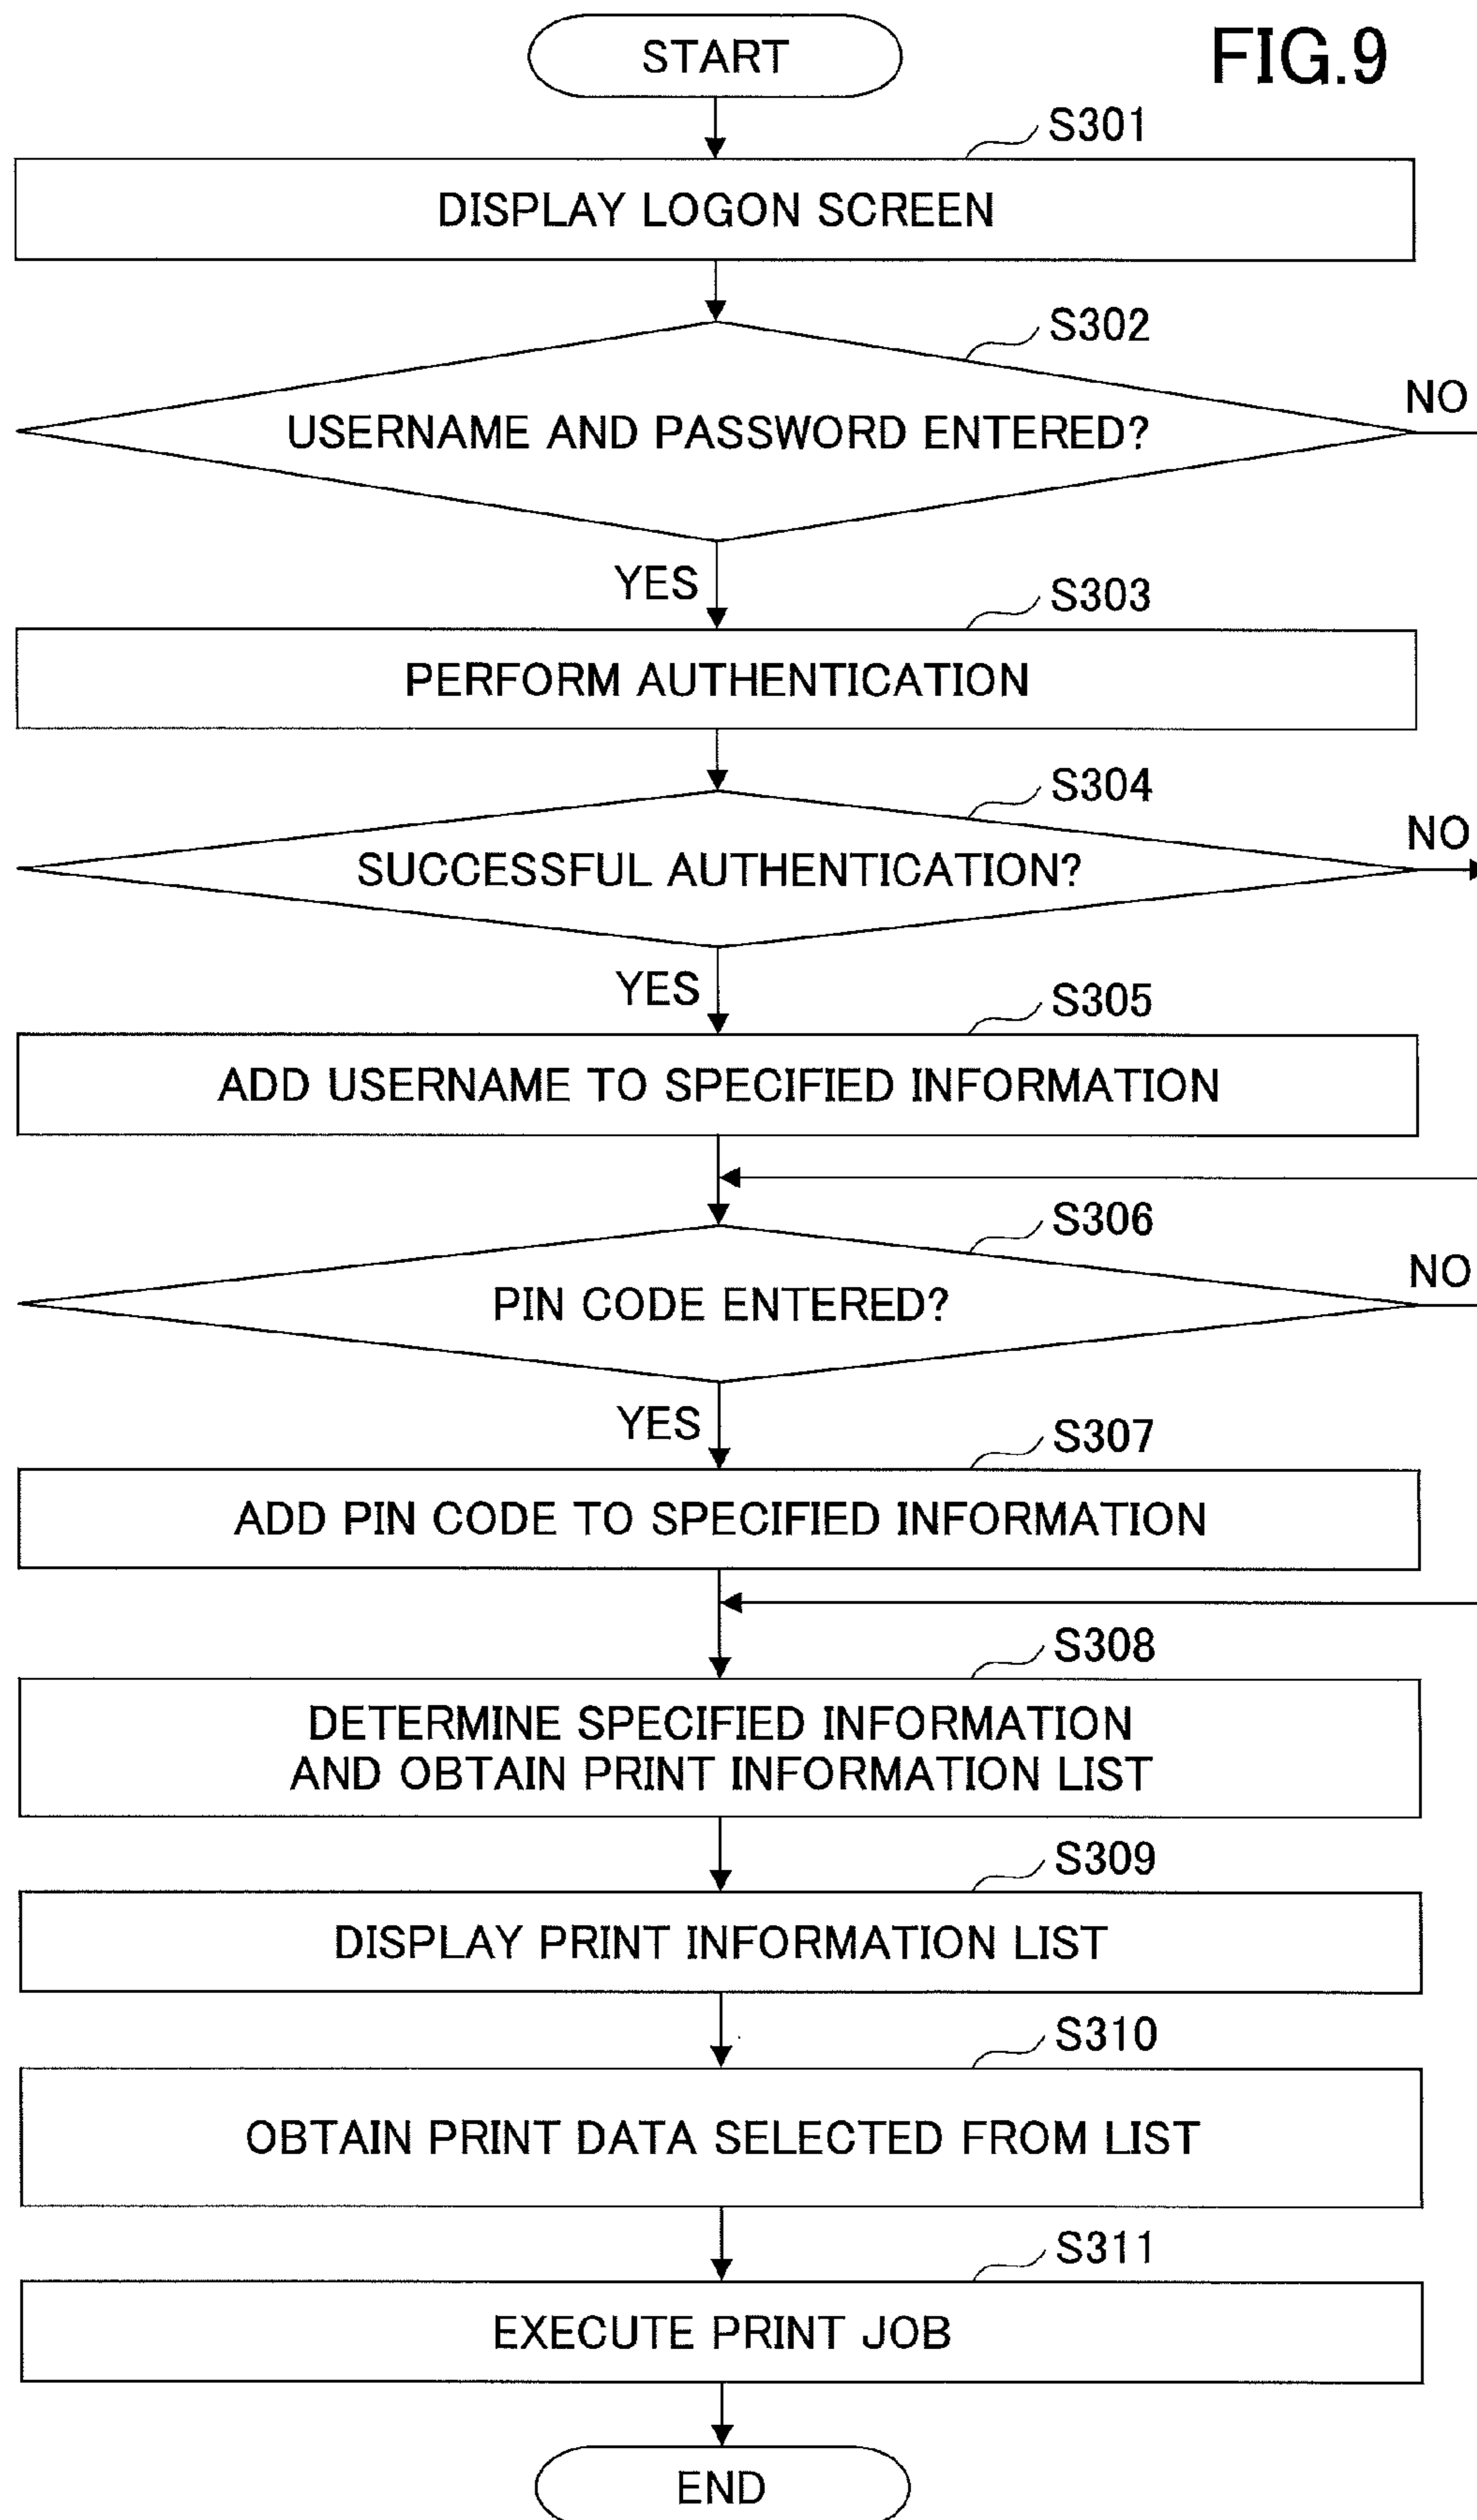 FIG.9
START
S301
DISPLAY LOGON SCREEN
S302
USERNAME AND PASSWORD ENTERED?
NO
YES
S303
PERFORM AUTHENTICATION
S304
SUCCESSFUL AUTHENTICATION?
NO
YES
S305
ADD USERNAME TO SPECIFIED INFORMATION
S306
PIN CODE ENTERED?
NO
YES
S307
ADD PIN CODE TO SPECIFIED INFORMATION
S308
DETERMINE SPECIFIED INFORMATION
AND OBTAIN PRINT INFORMATION LIST
S309
DISPLAY PRINT INFORMATION LIST
S310
OBTAIN PRINT DATA SELECTED FROM LIST
S311
EXECUTE PRINT JOB
END